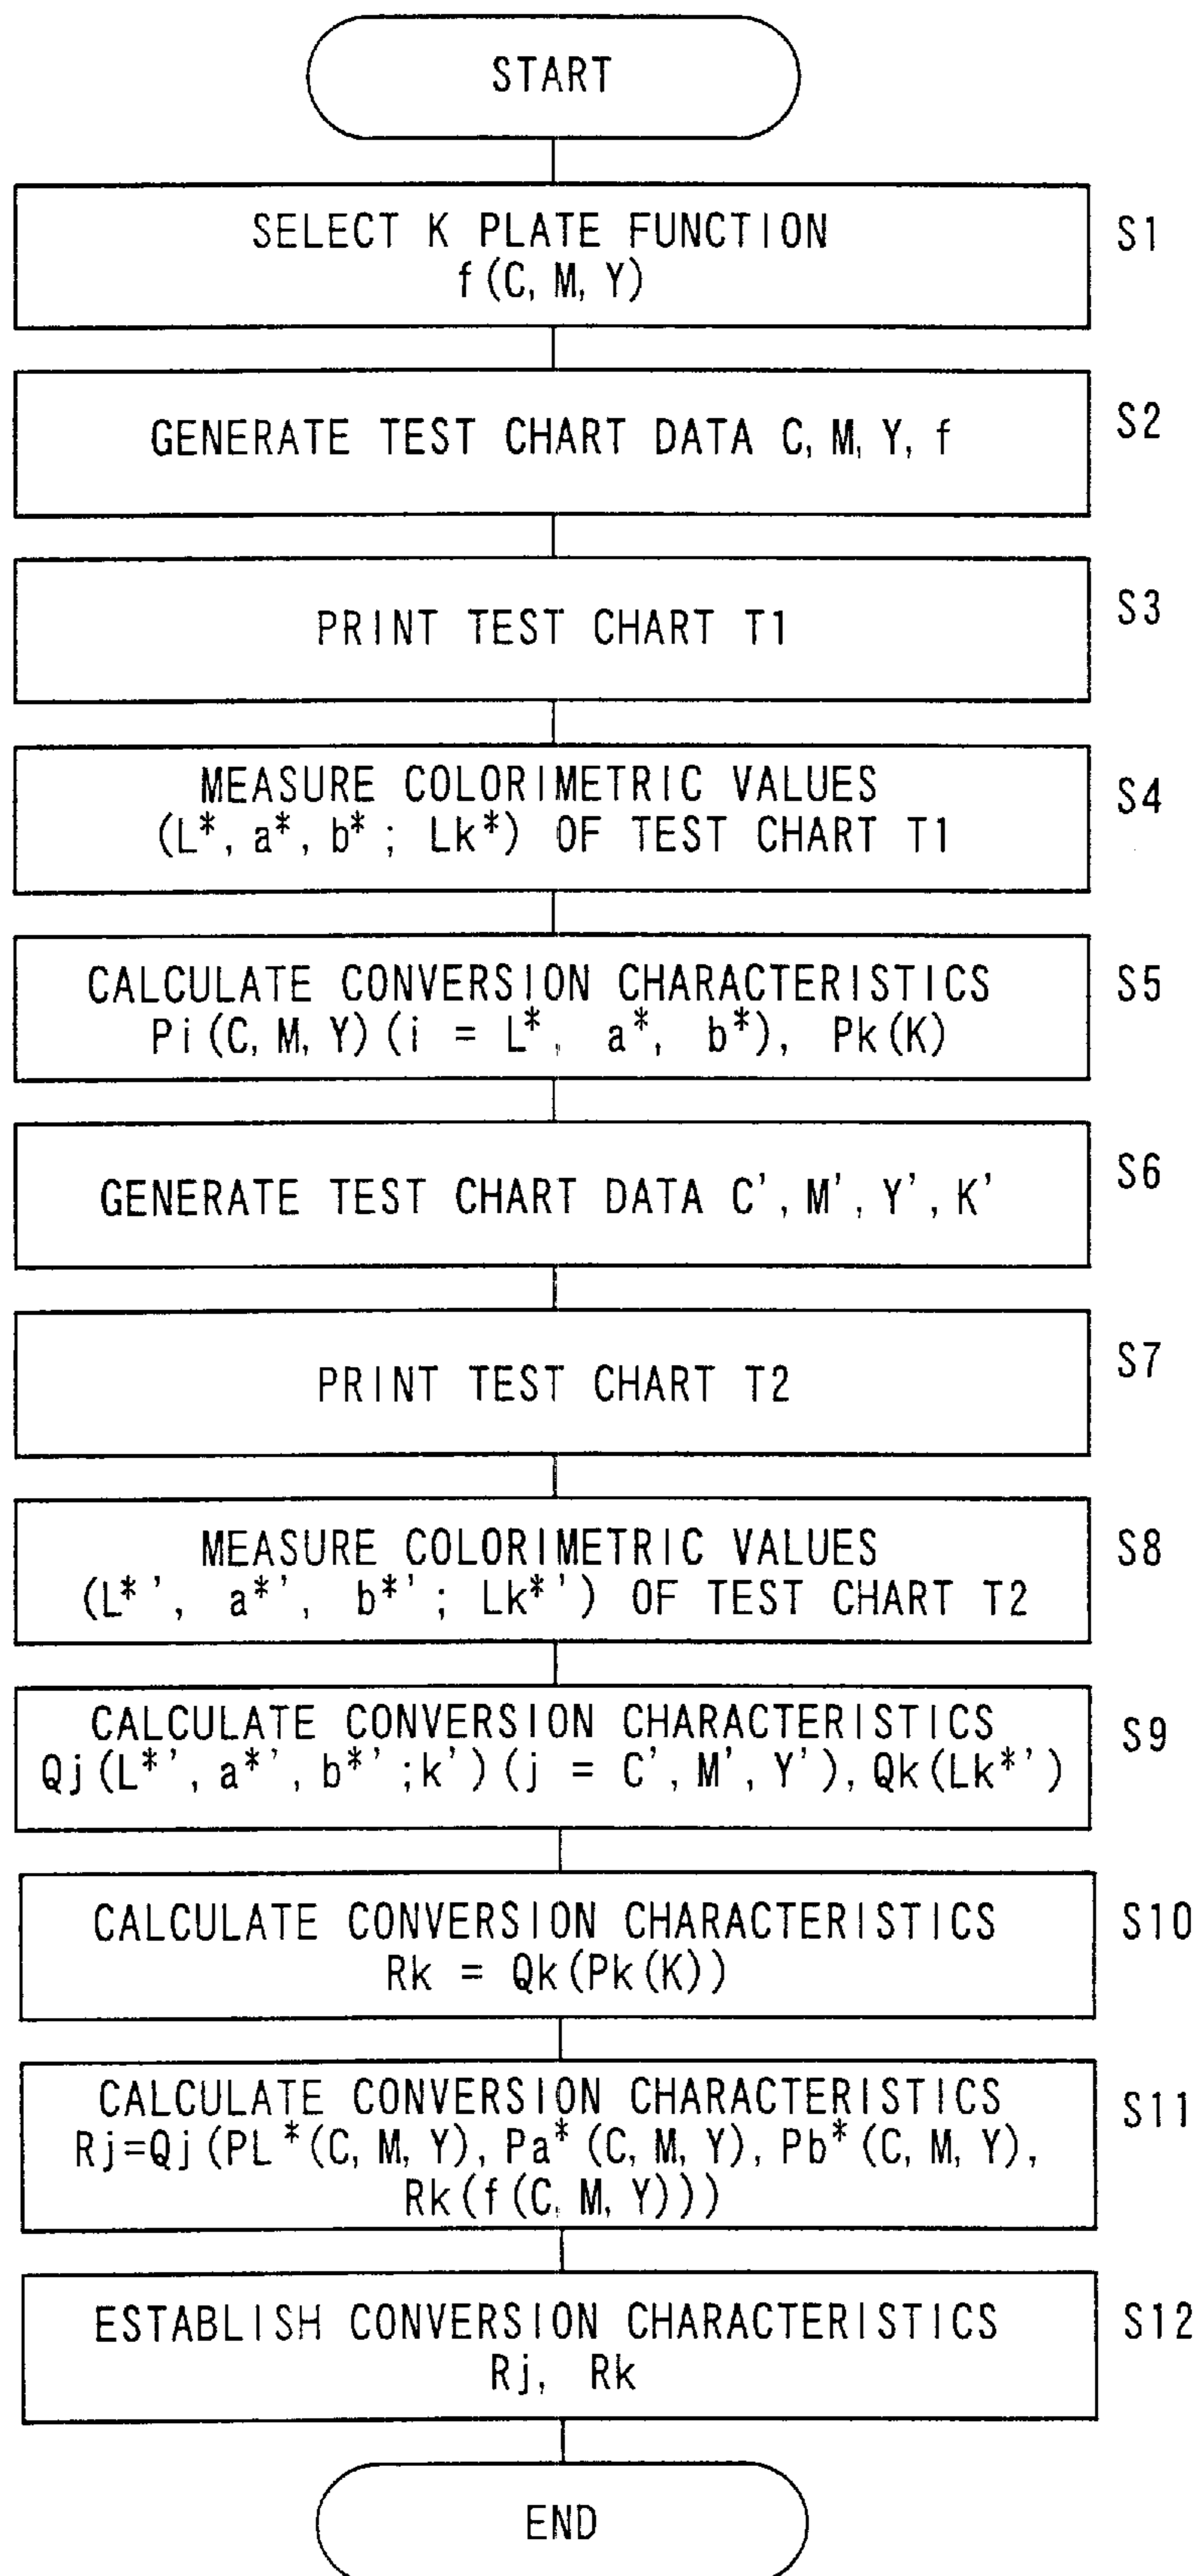 START
SELECT K PLATE FUNCTION
f(C, M, Y)
S1
GENERATE TEST CHART DATA C, M, Y, f
S2
PRINT TEST CHART T1
S3
MEASURE COLORIMETRIC VALUES
(L*, a*, b*; Lk*) OF TEST CHART T1
S4
CALCULATE CONVERSION CHARACTERISTICS
Pi(C, M, Y)(i = L*, a*, b*), Pk(K)
S5
GENERATE TEST CHART DATA C', M', Y', K'
S6
PRINT TEST CHART T2
S7
MEASURE COLORIMETRIC VALUES
(L*', a*', b*'; Lk*') OF TEST CHART T2
S8
CALCULATE CONVERSION CHARACTERISTICS
Qj(L*', a*', b*';k')(j = C', M', Y'), Qk(Lk*')
S9
CALCULATE CONVERSION CHARACTERISTICS
Rk = Qk(Pk(K))
S10
CALCULATE CONVERSION CHARACTERISTICS
Rj=Qj(PL*(C, M, Y), Pa*(C, M, Y), Pb*(C, M, Y),
Rk(f(C, M, Y)))
S11
ESTABLISH CONVERSION CHARACTERISTICS
Rj, Rk
S12
END